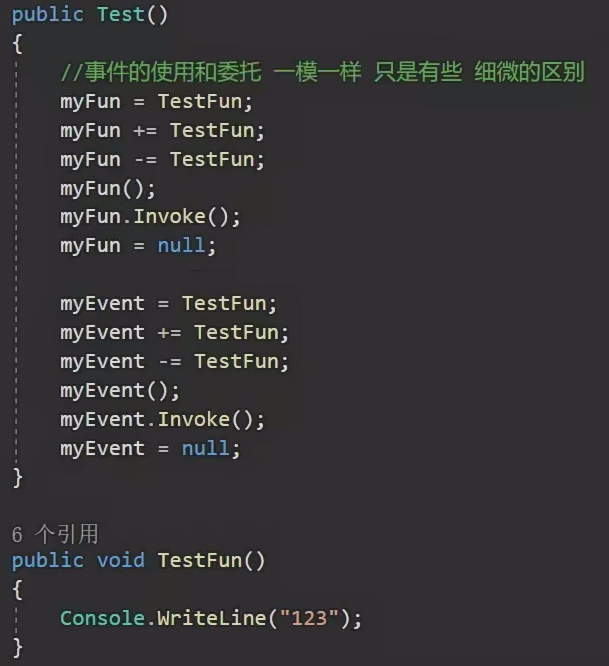 public Test()
{
//事件的使用和委托 一模一样 只是有些 细微的区别
myFun = TestFun;
myFun += TestFun;
myFun -= TestFun;
myFun();
myFun.Invoke();
myFun = null;
myEvent = TestFun;
myEvent += TestFun;
myEvent -= TestFun;
myEvent();
myEvent.Invoke();
myEvent = null;
}
6 个引用
public void TestFun()
{
Console.WriteLine("123");
}